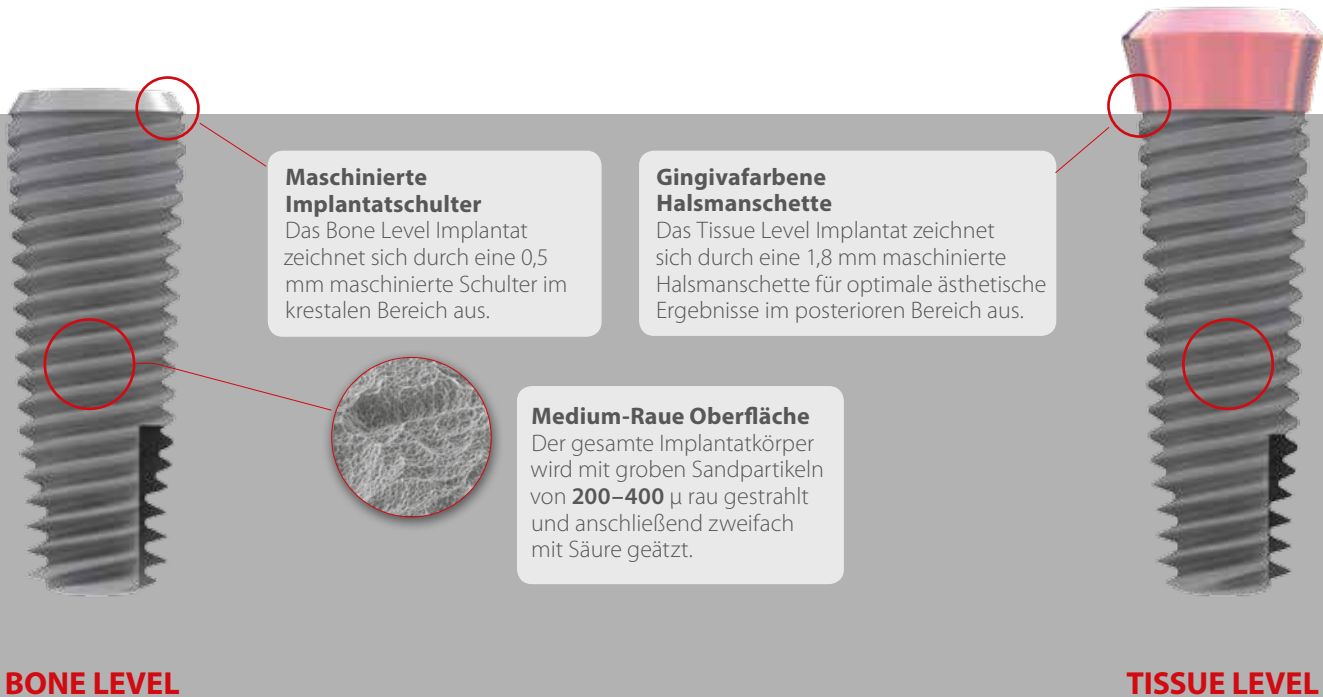 Maschinierte
Implantatschulter
Das Bone Level Implantat
zeichnet sich durch eine 0,5
mm maschinierte Schulter im
krestalen Bereich aus.
Gingivafarbene
Halsmanschette
Das Tissue Level Implantat zeichnet
sich durch eine 1,8 mm maschinierte
Halsmanschette für optimale ästhetische
Ergebnisse im posterioren Bereich aus.
Medium-Raue Oberfläche
Der gesamte Implantatkörper
wird mit groben Sandpartikeln
von 200–400 µ rau gestrahlt
und anschließend zweifach
mit Säure geätzt.
BONE LEVEL
TISSUE LEVEL